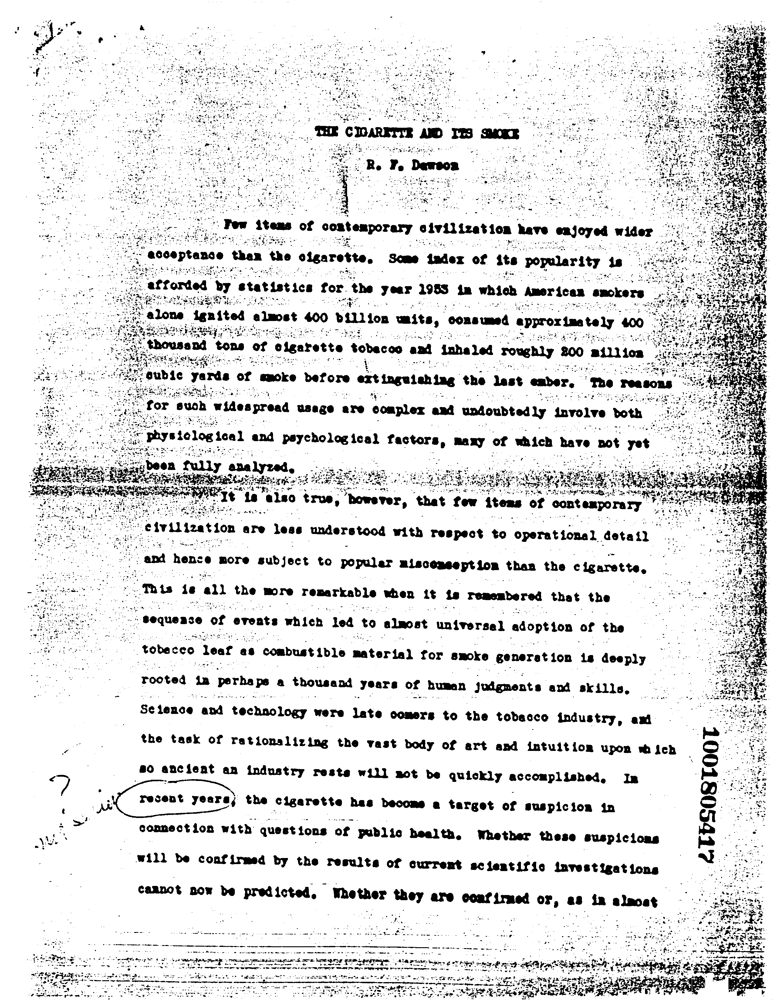 THE CIGARETTE AND ITS SMOKE
R. F. Dawson
Few items of contemporary civilization have enjoyed wider
acceptance than the cigarette. Some index of its popularity is
afforded by statistics for the year 1953 in which American smokers
alone ignited almost 400 billion units, consumed approximately 400
thousand tons of cigarette tobacco and inhaled roughly 200 million
cubic yards of smoke before extinguishing the last ember. The reasons
for such widespread usage are complex and undoubtedly involve both
physiological and psychological factors, many of which have not yet
been fully analyzed.
It is also true, however, that few items of contemporary
civilization are less understood with respect to operational detail
and hence more subject to popular misconception than the cigarette.
This is all the more remarkable when it is remembered that the
sequence of events which led to almost universal adoption of the
tobacco leaf as combustible material for smoke generation is deeply
rooted in perhaps a thousand years of human judgments and skills.
Science and technology were late comers to the tobacco industry, and
the task of rationalizing the vast body of art and intuition upon which
so ancient an industry rests will not be quickly accomplished. In
?
recent years, the cigarette has become a target of suspicion in
connection with questions of public health. Whether these suspicions
will be confirmed by the results of current scientific investigations
cannot now be predicted. Whether they are confirmed or, as in almost
1001805417